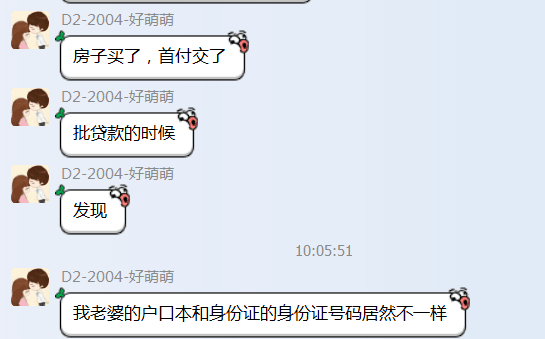 D2-2004-好萌萌
房子买了，首付交了
D2-2004-好萌萌
批贷款的时候
D2-2004-好萌萌
发现
10:05:51
D2-2004-好萌萌
我老婆的户口本和身份证的身份证号码居然不一样